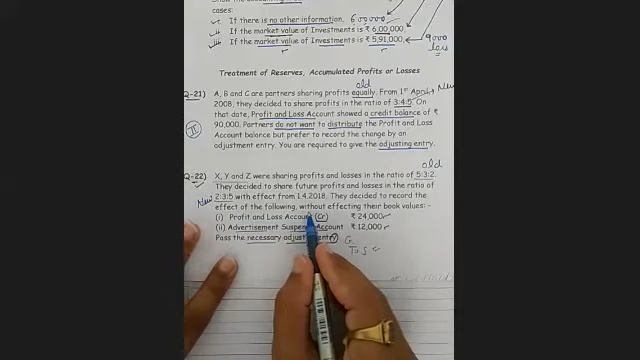 cases:
If there is no other information. 6 00 000
If the market value of Investments is ₹ 6,00,000.
If the market value of Investments is ₹ 5,91,000. 9000
loss
Treatment of Reserves, Accumulated Profits or Losses
old
Q-21) A, B and C are partners sharing profits equally. From 1st April, New
2008, they decided to share profits in the ratio of 3:4:5. On
that date, Profit and Loss Account showed a credit balance of ₹
90,000. Partners do not want to distribute the Profit and Loss
Account balance but prefer to record the change by an
adjustment entry. You are required to give the adjusting entry.
II
old
Q-22) X, Y and Z were sharing profits and losses in the ratio of 5:3:2.
They decided to share future profits and losses in the ratio of
New 2:3:5 with effect from 1.4.2018. They decided to record the
effect of the following, without effecting their book values:-
(i) Profit and Loss Account (Cr) ₹ 24,000
(ii) Advertisement Suspense Account ₹ 12,000
Pass the necessary adjusting entry